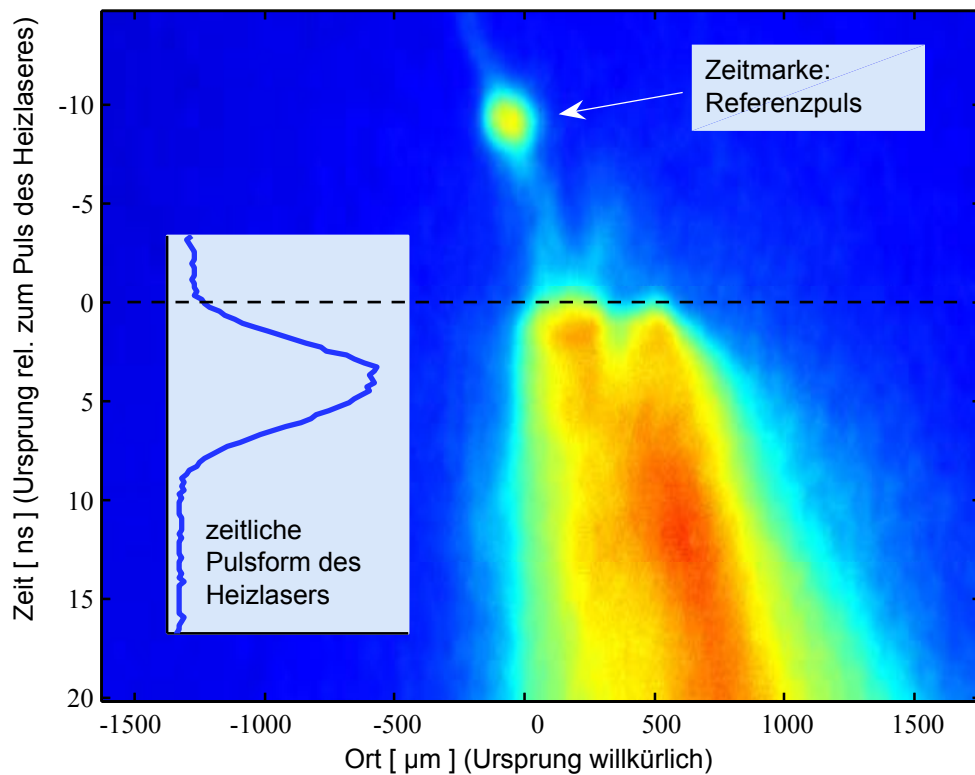 Zeitmarke:
Referenzpuls
-10
-5
0
5
10
15
20
Zeit [ ns ] (Ursprung rel. zum Puls des Heizlaseres)
zeitliche
Pulsform des
Heizlasers
-1500
-1000
-500
0
500
1000
1500
Ort [ µm ] (Ursprung willkürlich)